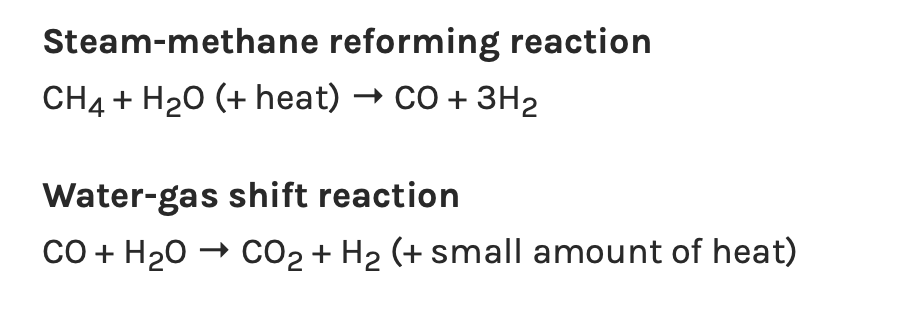 Steam-methane reforming reaction
CH₄ + H₂O (+ heat) → CO + 3H₂
Water-gas shift reaction
CO + H₂O → CO₂ + H₂ (+ small amount of heat)